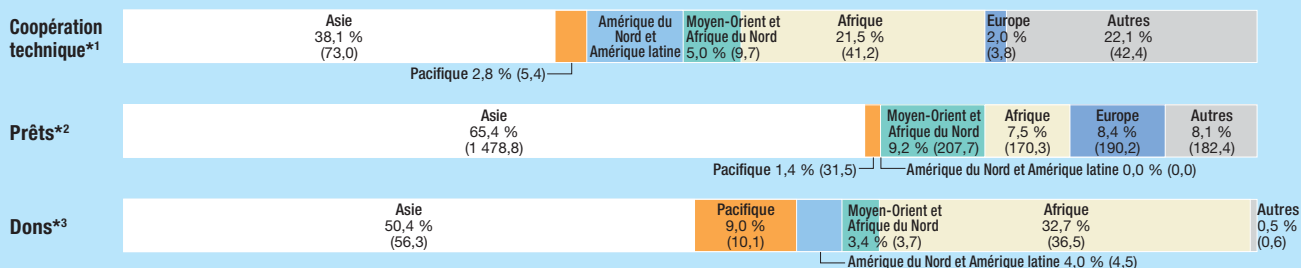 Coopération
technique*1
Asie
38,1 %
(73,0)
Pacifique 2,8 % (5,4)
Amérique du
Nord et
Amérique latine
Moyen-Orient et
Afrique du Nord
5,0 % (9,7)
Afrique
21,5 %
(41,2)
Europe
2,0 %
(3,8)
Autres
22,1 %
(42,4)
Prêts*2
Asie
65,4 %
(1 478,8)
Pacifique 1,4 % (31,5)
Amérique du Nord et Amérique latine 0,0 % (0,0)
Moyen-Orient et
Afrique du Nord
9,2 % (207,7)
Afrique
7,5 %
(170,3)
Europe
8,4 %
(190,2)
Autres
8,1 %
(182,4)
Dons*3
Asie
50,4 %
(56,3)
Pacifique
9,0 %
(10,1)
Amérique du Nord et Amérique latine 4,0 % (4,5)
Moyen-Orient et
Afrique du Nord
3,4 % (3,7)
Afrique
32,7 %
(36,5)
Autres
0,5 %
(0,6)